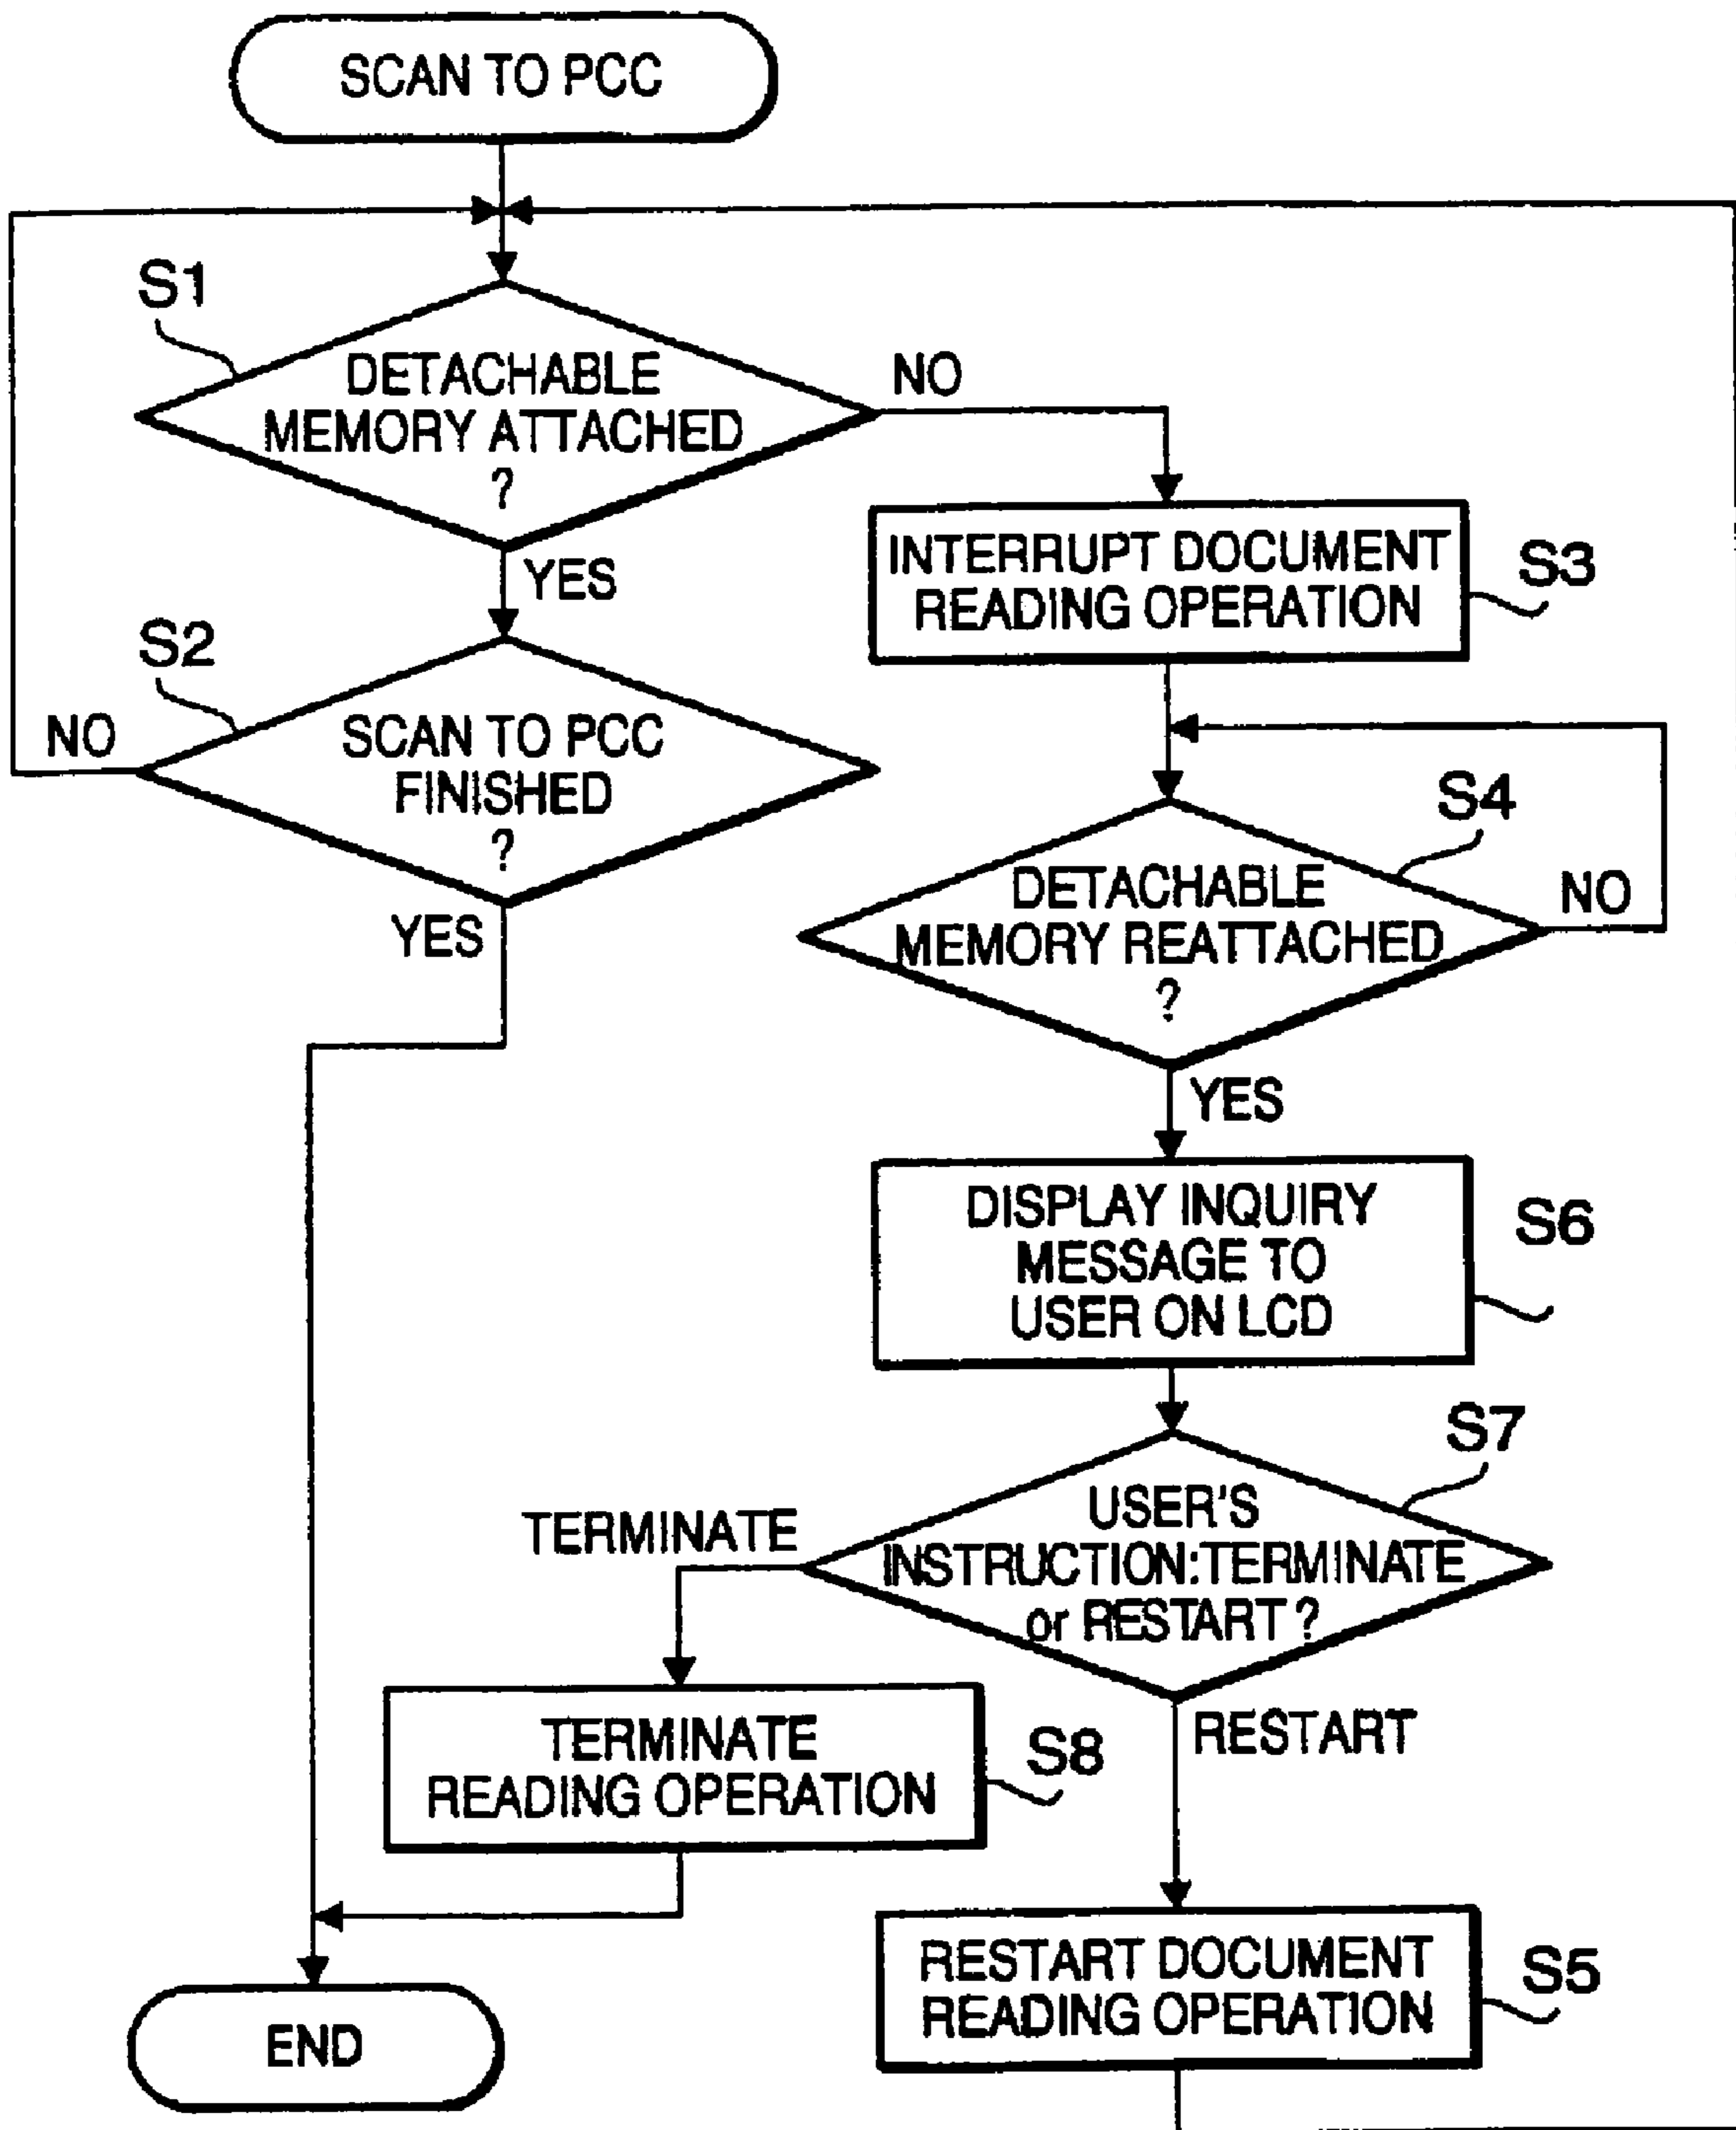 SCAN TO PCC
S1
DETACHABLE
MEMORY ATTACHED
?
NO
YES
INTERRUPT DOCUMENT
READING OPERATION
S3
S2
NO
SCAN TO PCC
FINISHED
?
YES
S4
DETACHABLE
MEMORY REATTACHED
?
NO
YES
DISPLAY INQUIRY
MESSAGE TO
USER ON LCD
S6
S7
USER'S
INSTRUCTION:TERMINATE
or RESTART ?
TERMINATE
RESTART
TERMINATE
READING OPERATION
S8
RESTART DOCUMENT
READING OPERATION
S5
END